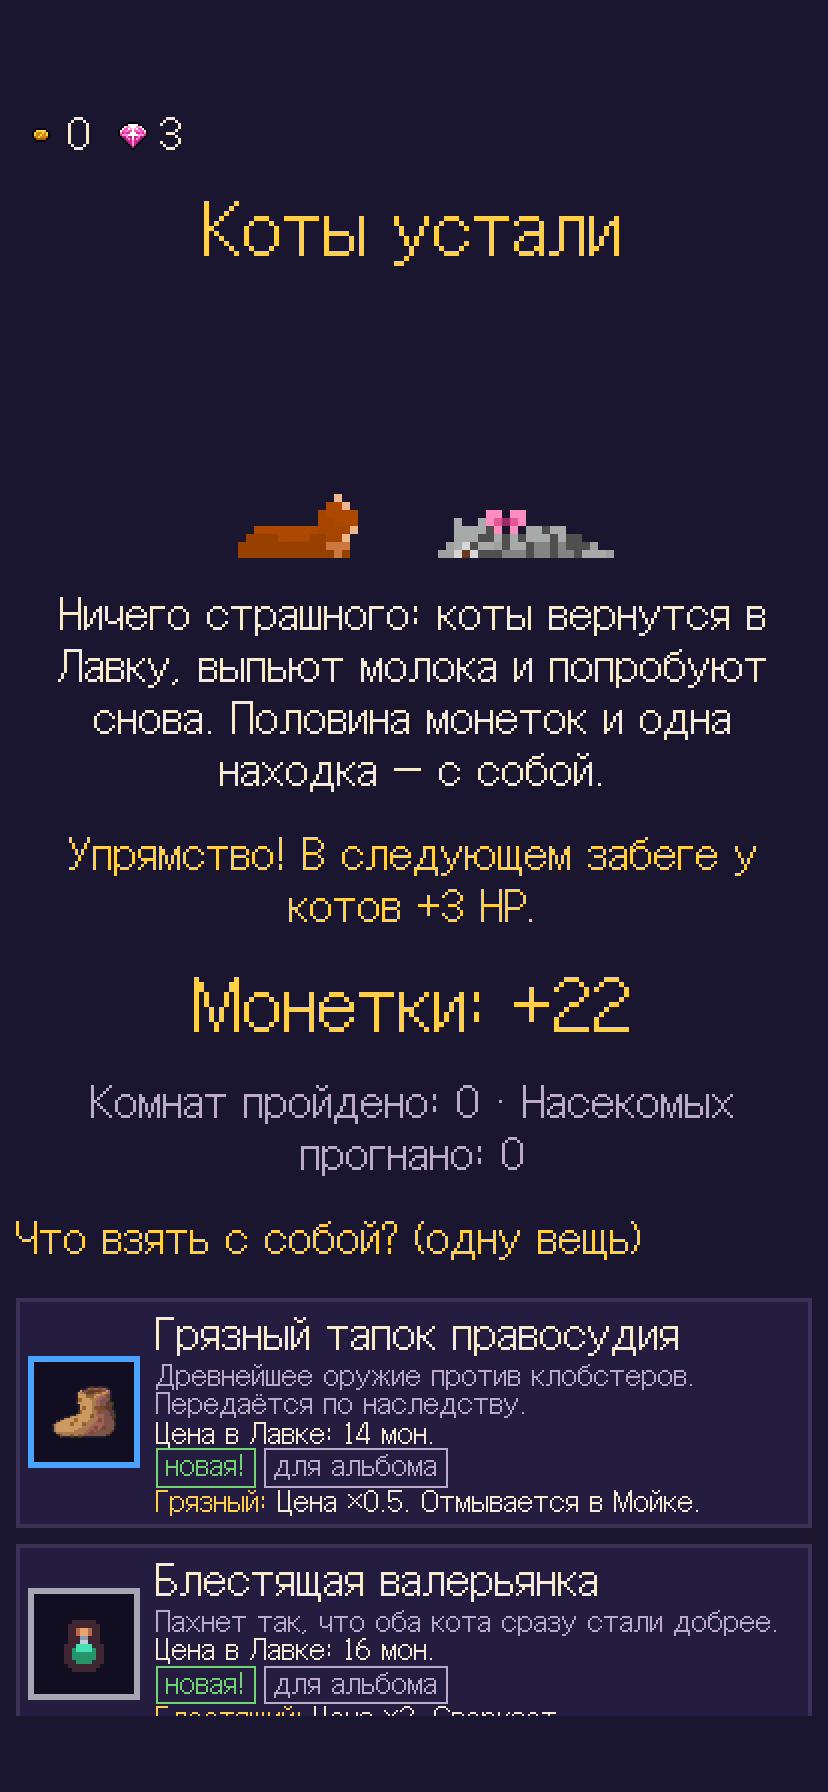 0 3
Коты устали
Ничего страшного: коты вернутся в
Лавку, выпьют молока и попробуют
снова. Половина монеток и одна
находка — с собой.
Упрямство! В следующем забеге у
котов +3 HP.
Монетки: +22
Комнат пройдено: 0 · Насекомых
прогнано: 0
Что взять с собой? (одну вещь)
Грязный тапок правосудия
Древнейшее оружие против клобстеров.
Передаётся по наследству.
Цена в Лавке: 14 мон.
новая! для альбома
Грязный: Цена ×0.5. Отмывается в Мойке.
Блестящая валерьянка
Пахнет так, что оба кота сразу стали добрее.
Цена в Лавке: 16 мон.
новая! для альбома
Блестящий: Цена ×2. Сверкает